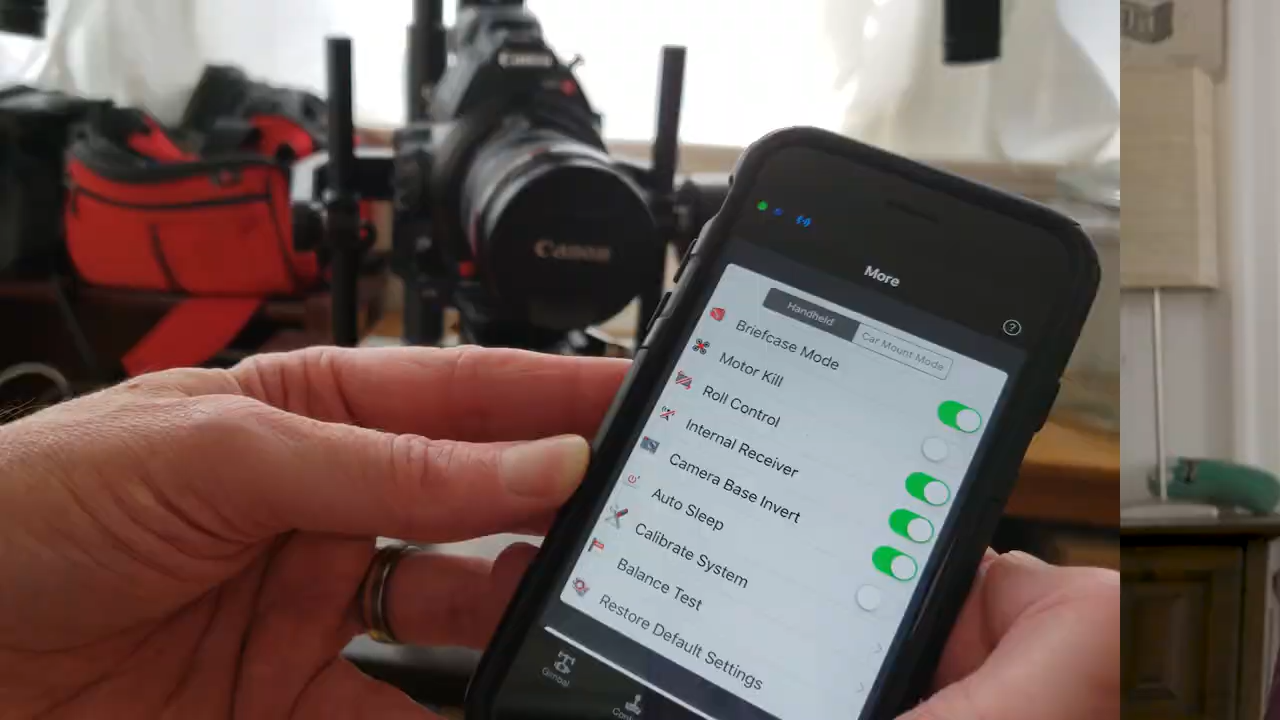 Canon
Canon
More
?
Handheld
Car Mount Mode
Briefcase Mode
Motor Kill
Roll Control
Internal Receiver
Camera Base Invert
Auto Sleep
Calibrate System
Balance Test
Restore Default Settings
Gimbal